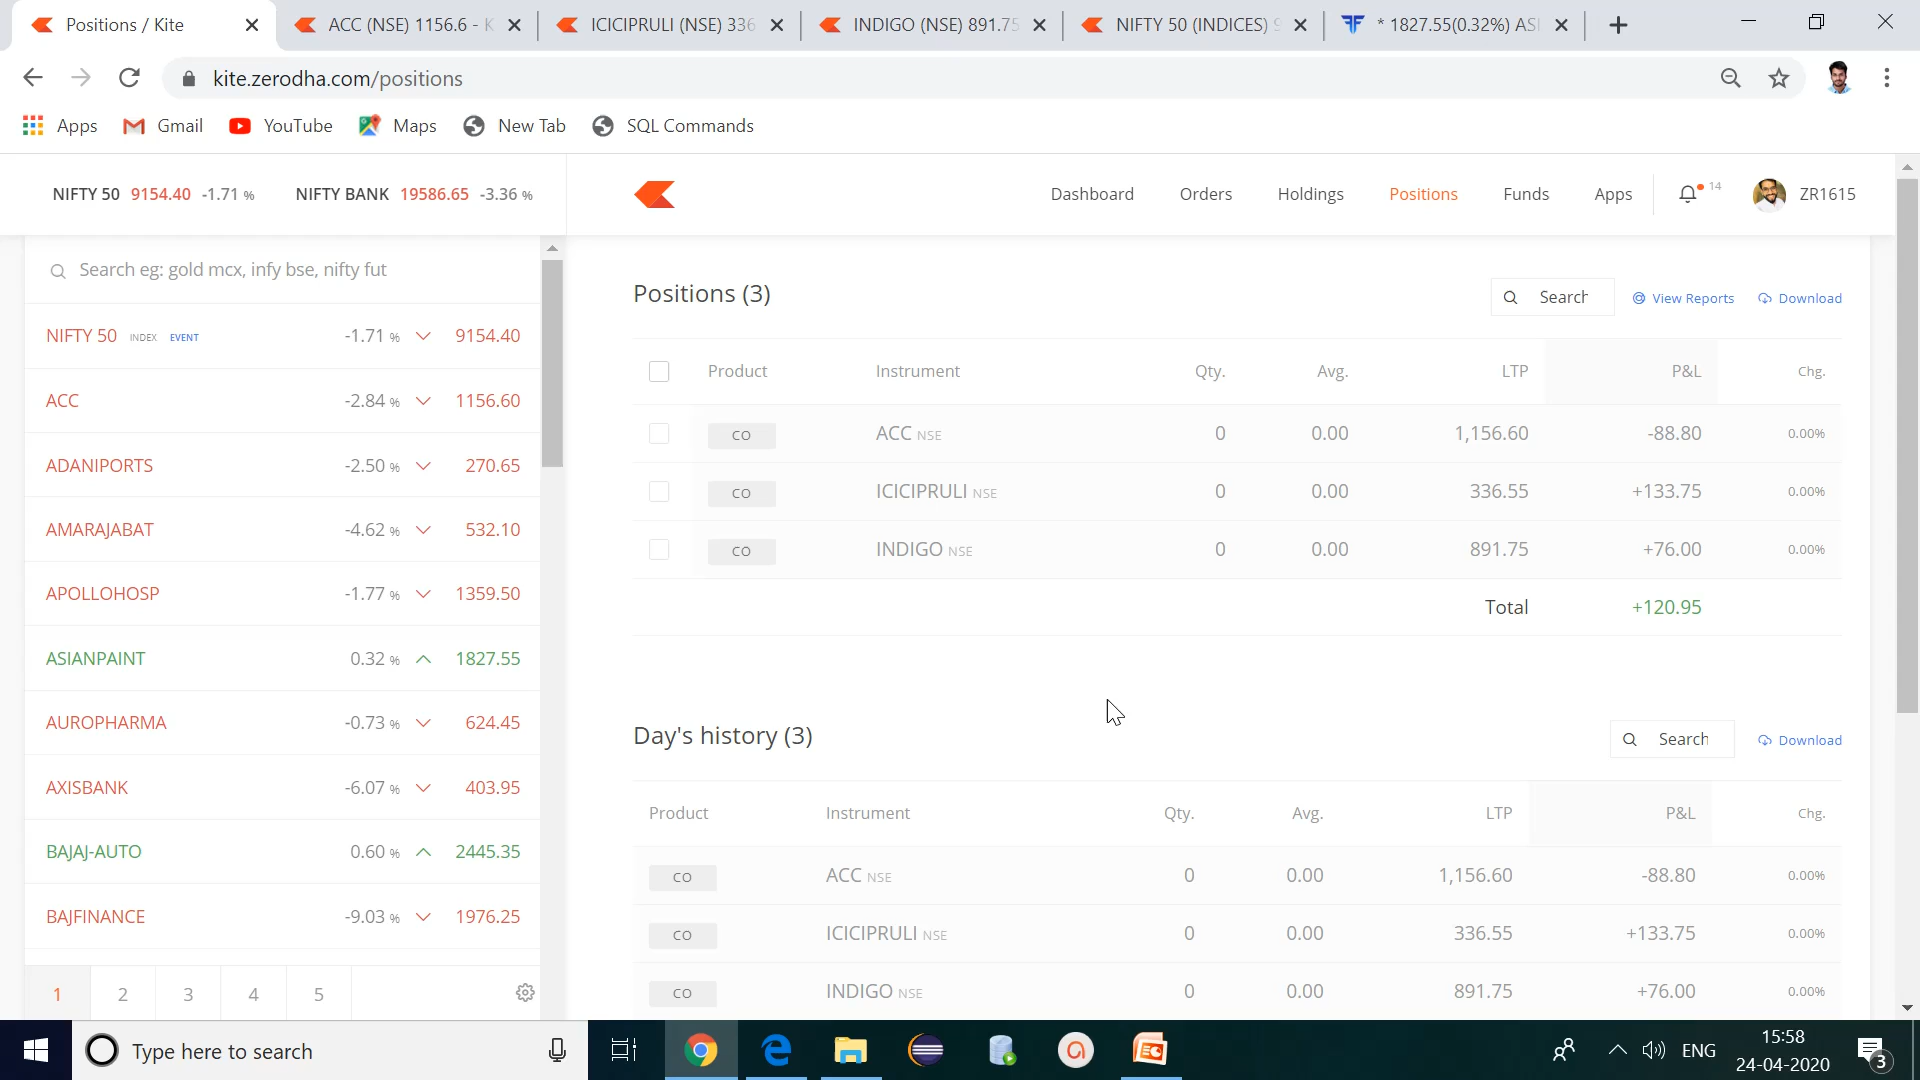 Positions / Kite
ACC (NSE) 1156.6 - K
ICICIPRULI (NSE) 336
INDIGO (NSE) 891.75
NIFTY 50 (INDICES) 9
* 1827.55(0.32%) ASI
kite.zerodha.com/positions
Apps
Gmail
YouTube
Maps
New Tab
SQL Commands
NIFTY 50 9154.40 -1.71 %
NIFTY BANK 19586.65 -3.36 %
Dashboard
Orders
Holdings
Positions
Funds
Apps
14
ZR1615
Search eg: gold mcx, infy bse, nifty fut
NIFTY 50 INDEX EVENT -1.71 % 9154.40
ACC -2.84 % 1156.60
ADANIPORTS -2.50 % 270.65
AMARAJABAT -4.62 % 532.10
APOLLOHOSP -1.77 % 1359.50
ASIANPAINT 0.32 % 1827.55
AUROPHARMA -0.73 % 624.45
AXISBANK -6.07 % 403.95
BAJAJ-AUTO 0.60 % 2445.35
BAJFINANCE -9.03 % 1976.25
1 2 3 4 5
Positions (3)
Search
View Reports
Download
Product Instrument Qty. Avg. LTP P&L Chg.
CO ACC NSE 0 0.00 1,156.60 -88.80 0.00%
CO ICICIPRULI NSE 0 0.00 336.55 +133.75 0.00%
CO INDIGO NSE 0 0.00 891.75 +76.00 0.00%
Total +120.95
Day's history (3)
Search
Download
Product Instrument Qty. Avg. LTP P&L Chg.
CO ACC NSE 0 0.00 1,156.60 -88.80 0.00%
CO ICICIPRULI NSE 0 0.00 336.55 +133.75 0.00%
CO INDIGO NSE 0 0.00 891.75 +76.00 0.00%
Type here to search
ENG
15:58
24-04-2020
3